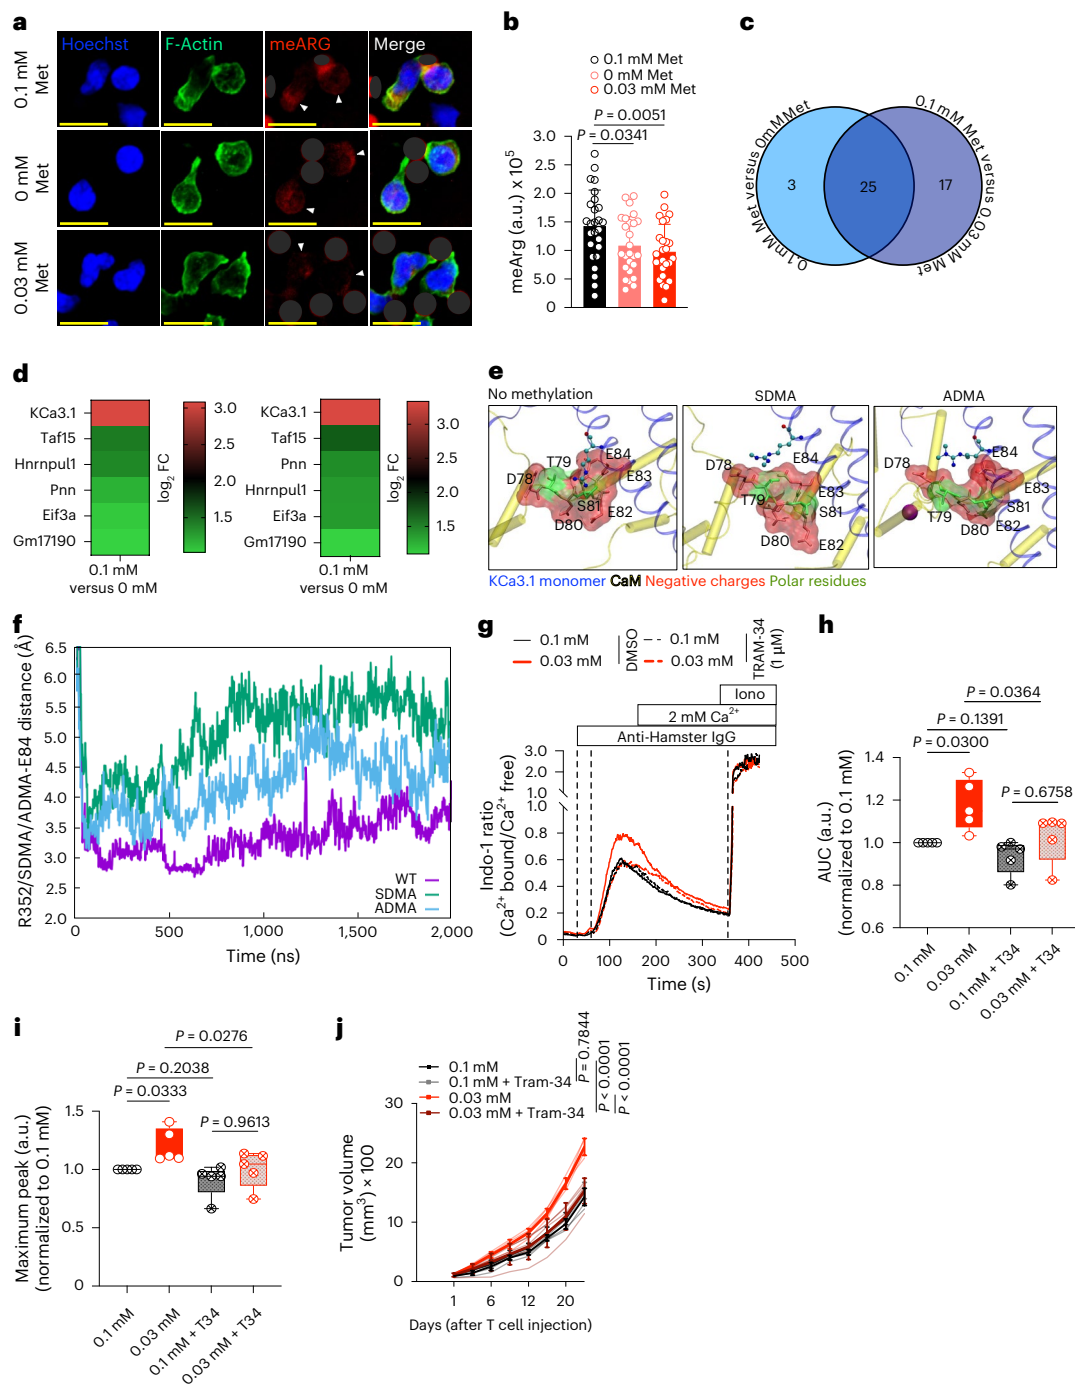 a
Hoechst
F-Actin
meARG
Merge
0.1 mM
Met
0 mM
Met
0.03 mM
Met
b
0.1 mM Met
0 mM Met
0.03 mM Met
P = 0.0051
P = 0.0341
meArg (a.u.) x 10⁵
3.0
2.5
2.0
1.5
1.0
5.0
0
c
0.1 mM Met versus 0mMMet
0.1 mM Met versus 0.03 mM Met
3
25
17
d
KCa3.1
Taf15
Hnrnpul1
Pnn
Eif3a
Gm17190
0.1 mM
versus 0 mM
3.0
2.5
2.0
1.5
log₂ FC
KCa3.1
Taf15
Pnn
Hnrnpul1
Eif3a
Gm17190
0.1 mM
versus 0 mM
3.0
2.5
2.0
1.5
log₂ FC
e
No methylation
SDMA
ADMA
D78
T79
E84
E83
S81
D80
E82
D78
E84
T79
E83
S81
D80
E82
D78
E84
E83
T79
S81
D80
E82
KCa3.1 monomer CaM Negative charges Polar residues
f
R352/SDMA/ADMA-E84 distance (Å)
6.5
6.0
5.5
5.0
4.5
4.0
3.5
3.0
2.5
2.0
WT
SDMA
ADMA
0
500
1,000
1,500
2,000
Time (ns)
g
0.1 mM
0.03 mM
DMSO
0.1 mM
0.03 mM
TRAM-34
(1 µM)
Iono
2 mM Ca²⁺
Anti-Hamster IgG
Indo-1 ratio
(Ca²⁺ bound/Ca²⁺ free)
3.0
2.0
1.0
1.0
0.8
0.6
0.4
0.2
0
0
100
200
300
400
500
Time (s)
h
P = 0.0364
P = 0.1391
P = 0.0300
P = 0.6758
AUC (a.u.)
(normalized to 0.1 mM)
1.4
1.2
1.0
0.8
0.6
0.1 mM
0.03 mM
0.1 mM + T34
0.03 mM + T34
i
P = 0.0276
P = 0.2038
P = 0.0333
P = 0.9613
Maximum peak (a.u.)
(normalized to 0.1 mM)
1.5
1.0
0.5
0
0.1 mM
0.03 mM
0.1 mM + T34
0.03 mM + T34
j
0.1 mM
0.1 mM + Tram-34
0.03 mM
0.03 mM + Tram-34
P = 0.7844
P < 0.0001
P < 0.0001
Tumor volume
(mm³) × 100
30
20
10
0
1
6
12
20
Days (after T cell injection)